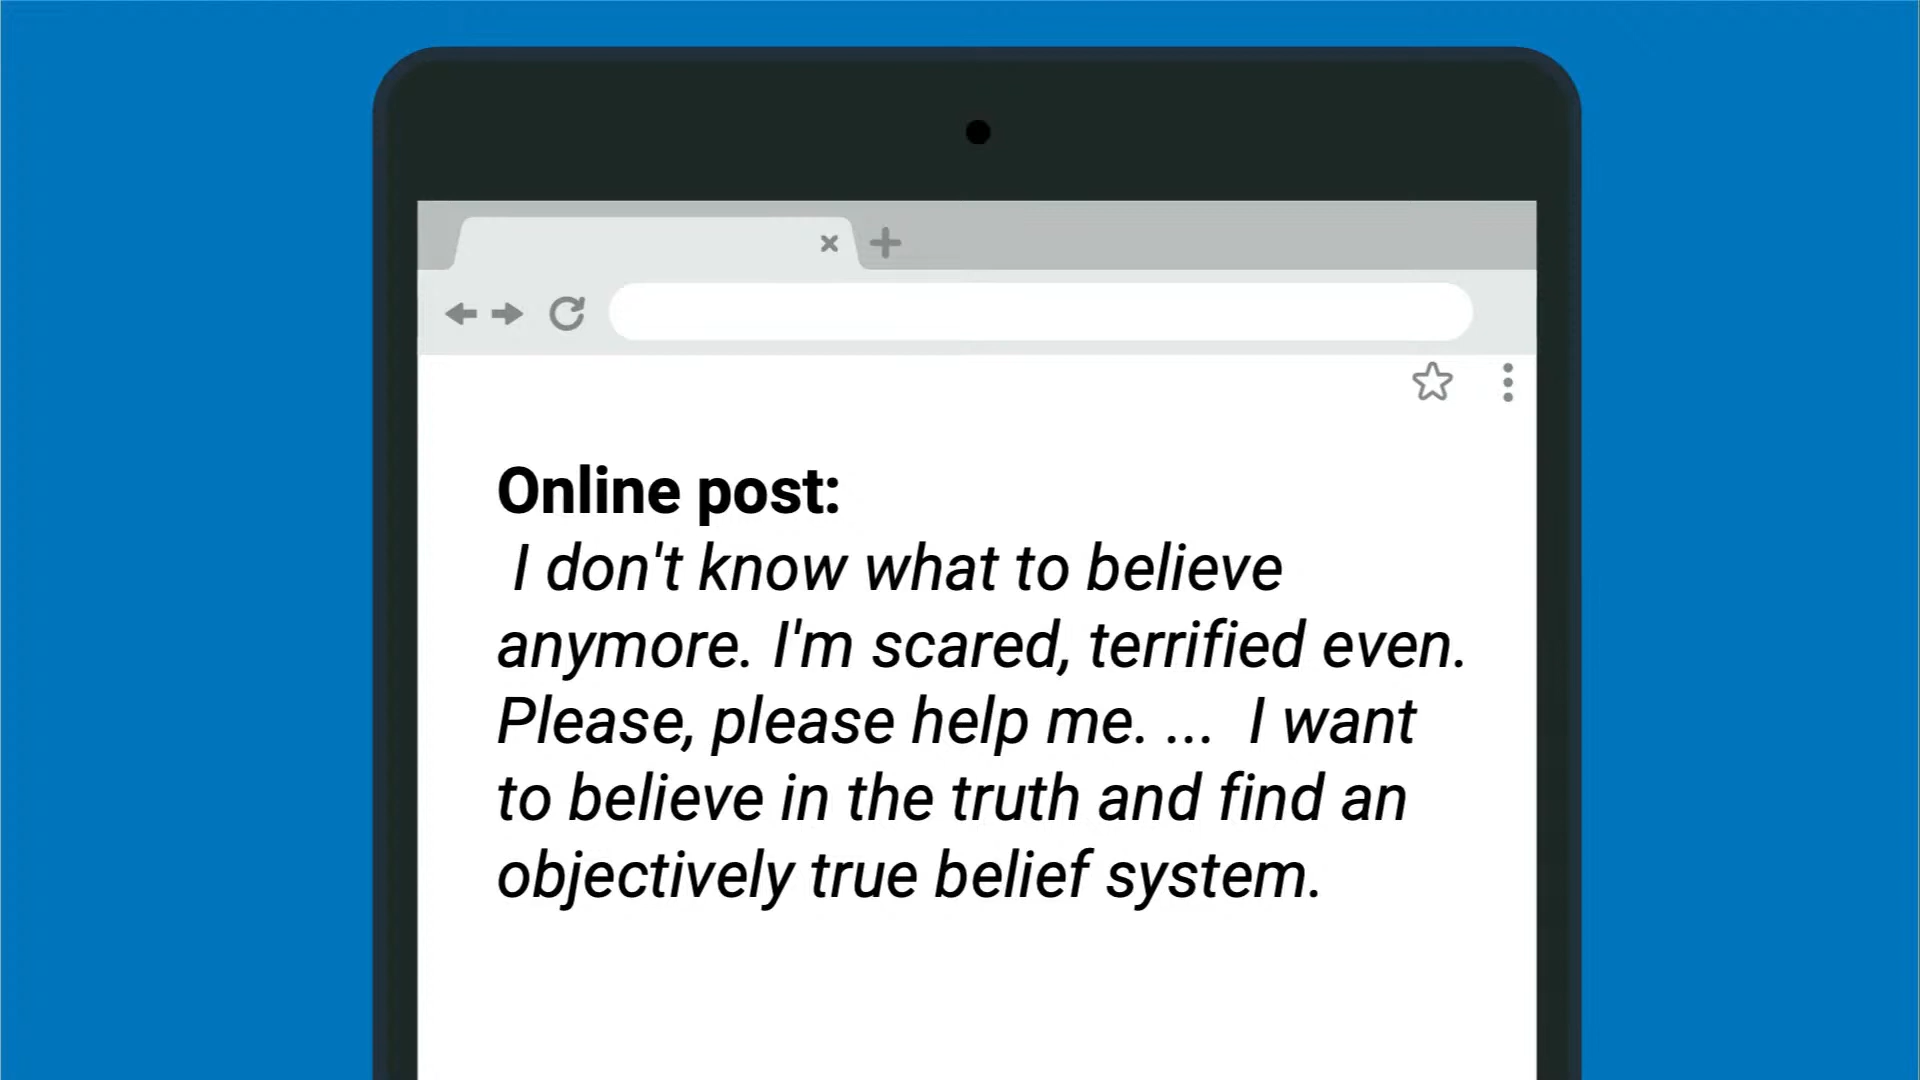 Online post:
I don't know what to believe
anymore. I'm scared, terrified even.
Please, please help me. ... I want
to believe in the truth and find an
objectively true belief system.